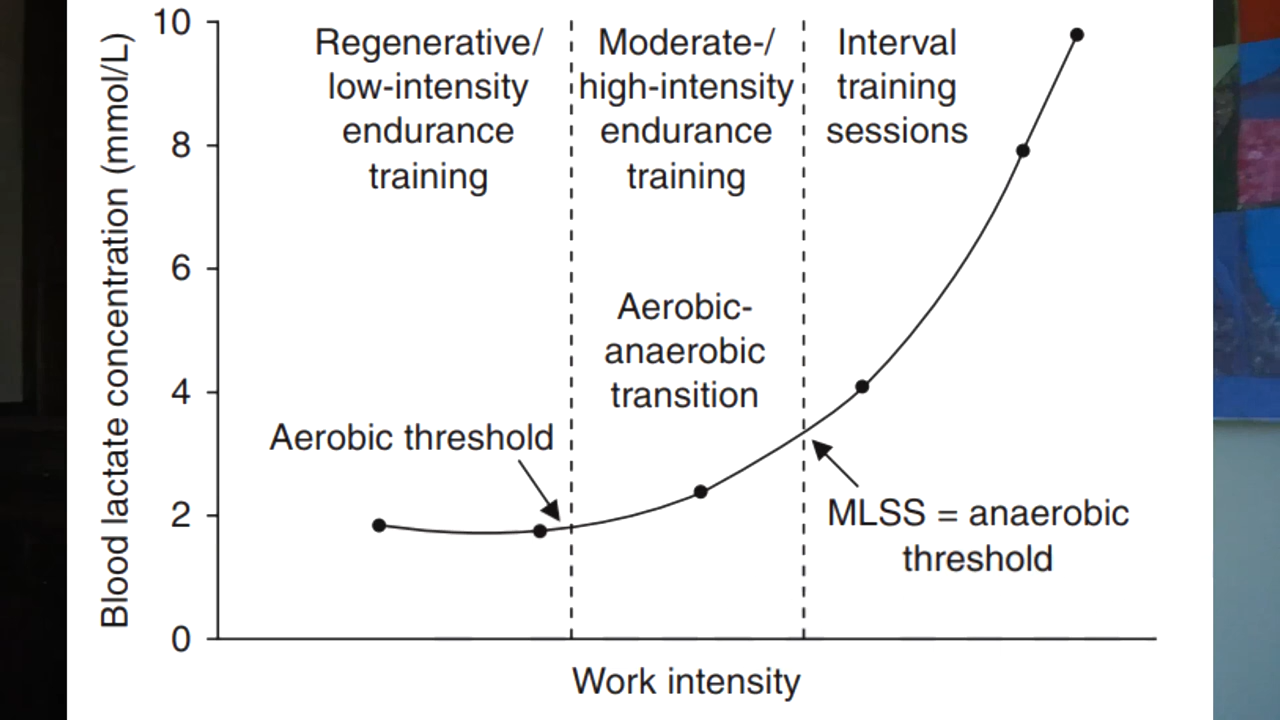 10
8
6
4
2
0
Blood lactate concentration (mmol/L)
Regenerative/
low-intensity
endurance
training
Moderate-/
high-intensity
endurance
training
Interval
training
sessions
Aerobic-
anaerobic
transition
Aerobic threshold
MLSS = anaerobic
threshold
Work intensity